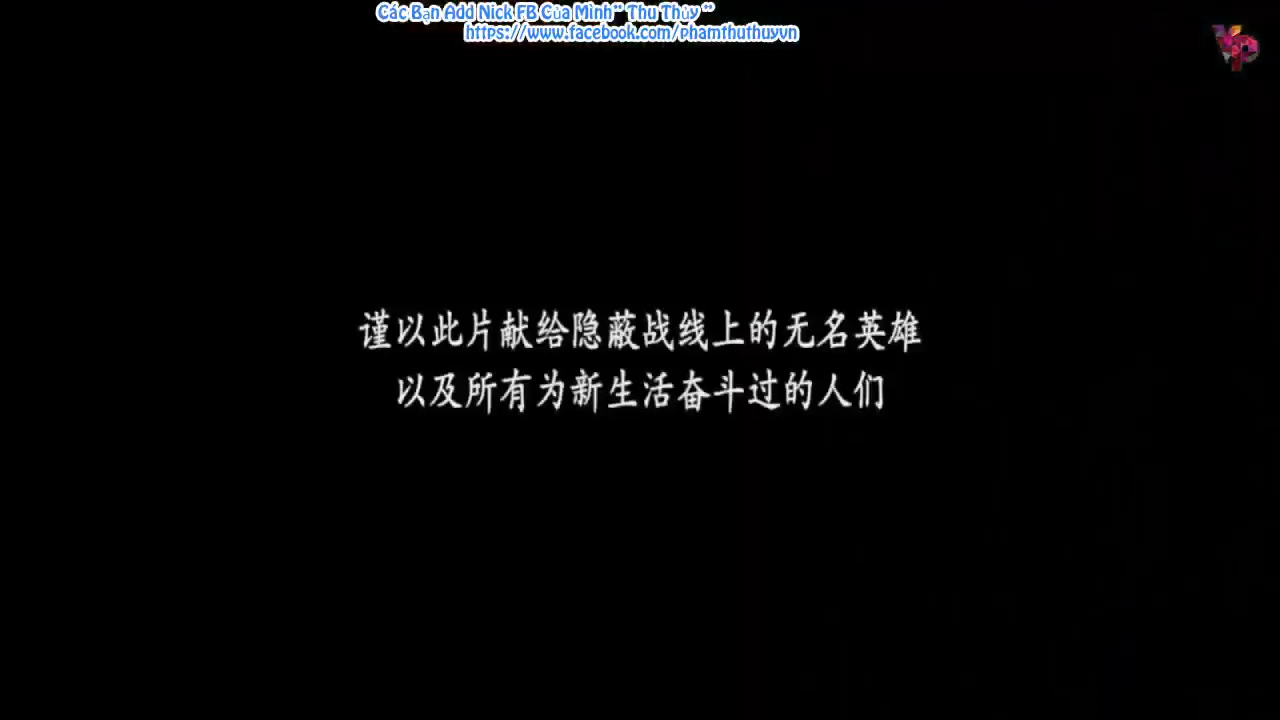 Các Bạn Add Nick FB Của Mình" Thu Thủy "
https://www.facebook.com/phamthuthuyvn
VP
谨以此片献给隐蔽战线上的无名英雄
以及所有为新生活奋斗过的人们